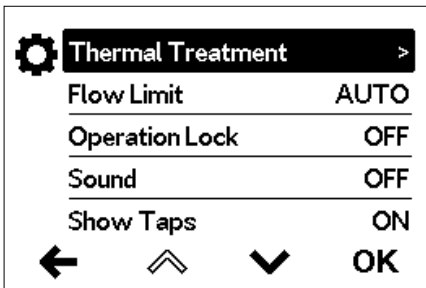 Thermal Treatment >
Flow Limit AUTO
Operation Lock OFF
Sound OFF
Show Taps ON
OK